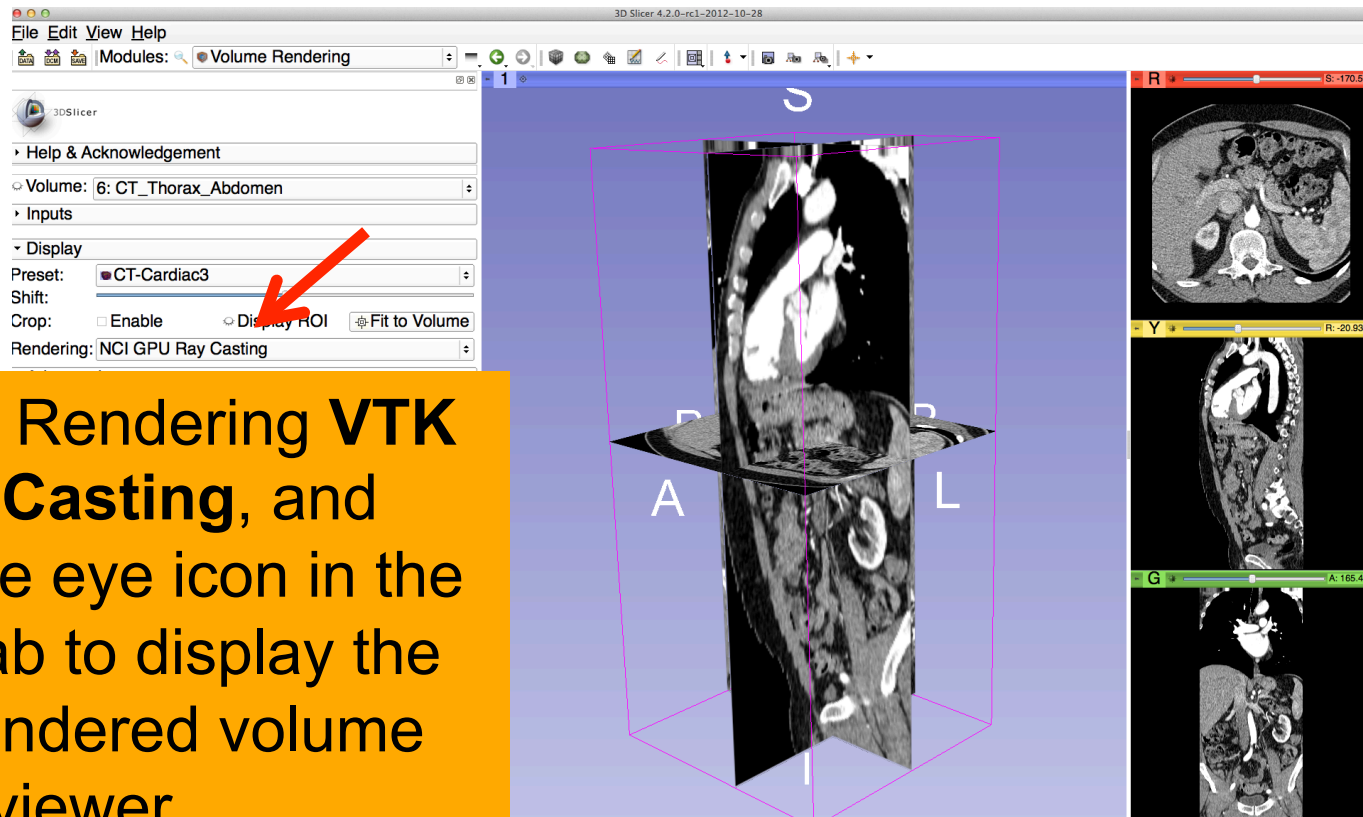 3D Slicer 4.2.0-rc1-2012-10-28
File Edit View Help
DATA DCM SAVE Modules: Volume Rendering
1
R S: -170.5
3DSlicer
Help & Acknowledgement
Volume: 6: CT_Thorax_Abdomen
Inputs
Display
Preset: CT-Cardiac3
Shift:
Crop: Enable Display ROI Fit to Volume
Rendering: NCI GPU Ray Casting
Y R: -20.93
G A: 165.4
S
A
L
I
Rendering VTK
Casting, and
e eye icon in the
ab to display the
ndered volume
viewer